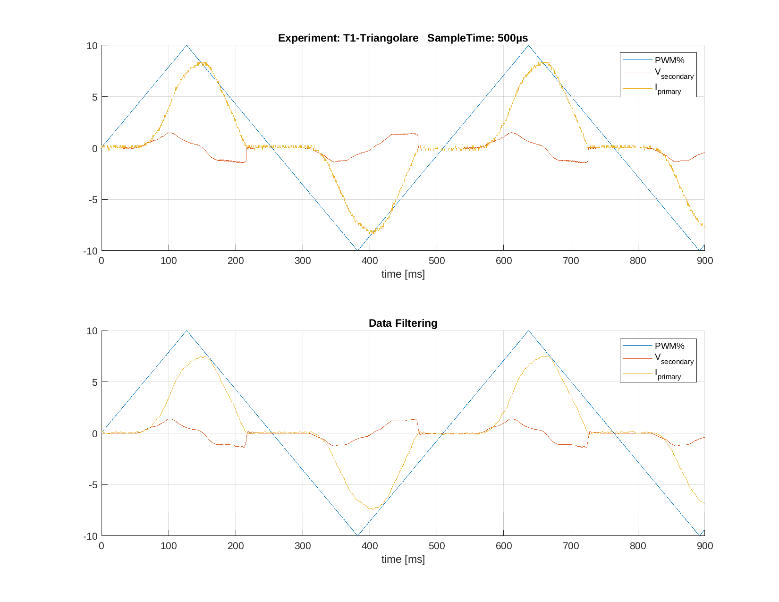 Experiment: T1-Triangolare SampleTime: 500µs
10
5
0
-5
-10
0 100 200 300 400 500 600 700 800 900
time [ms]
PWM%
Vsecondary
Iprimary
Data Filtering
10
5
0
-5
-10
0 100 200 300 400 500 600 700 800 900
time [ms]
PWM%
Vsecondary
Iprimary